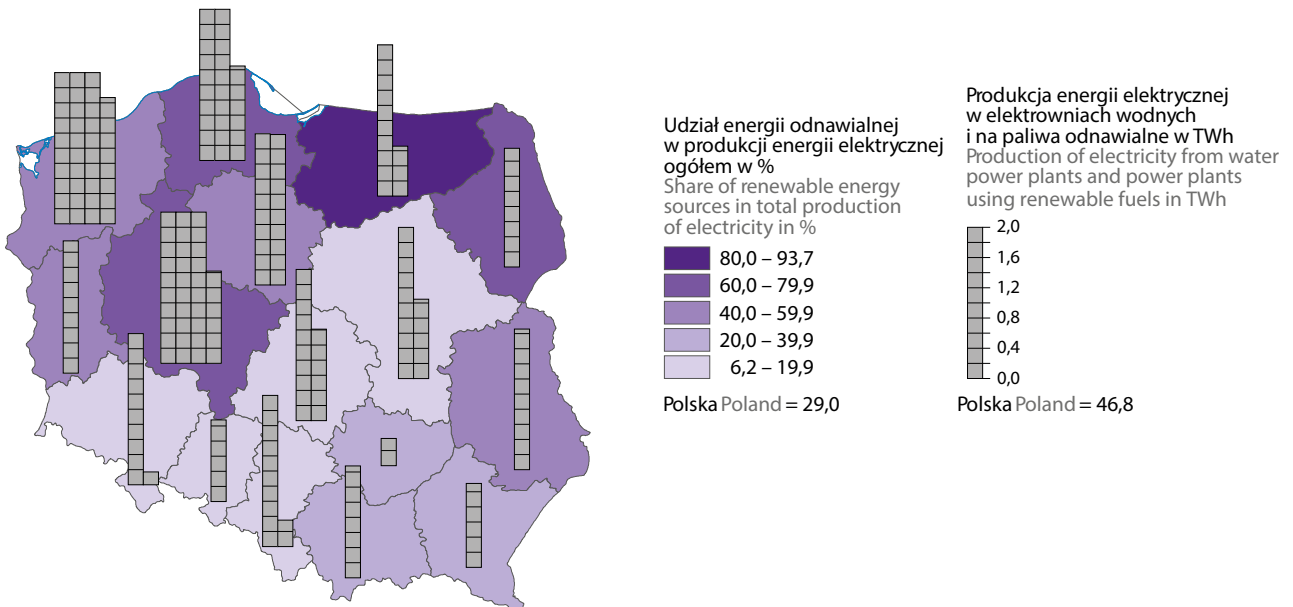 Udział energii odnawialnej
w produkcji energii elektrycznej
ogółem w %
Share of renewable energy
sources in total production
of electricity in %
80,0 – 93,7
60,0 – 79,9
40,0 – 59,9
20,0 – 39,9
6,2 – 19,9
Polska Poland = 29,0
Produkcja energii elektrycznej
w elektrowniach wodnych
i na paliwa odnawialne w TWh
Production of electricity from water
power plants and power plants
using renewable fuels in TWh
2,0
1,6
1,2
0,8
0,4
0,0
Polska Poland = 46,8